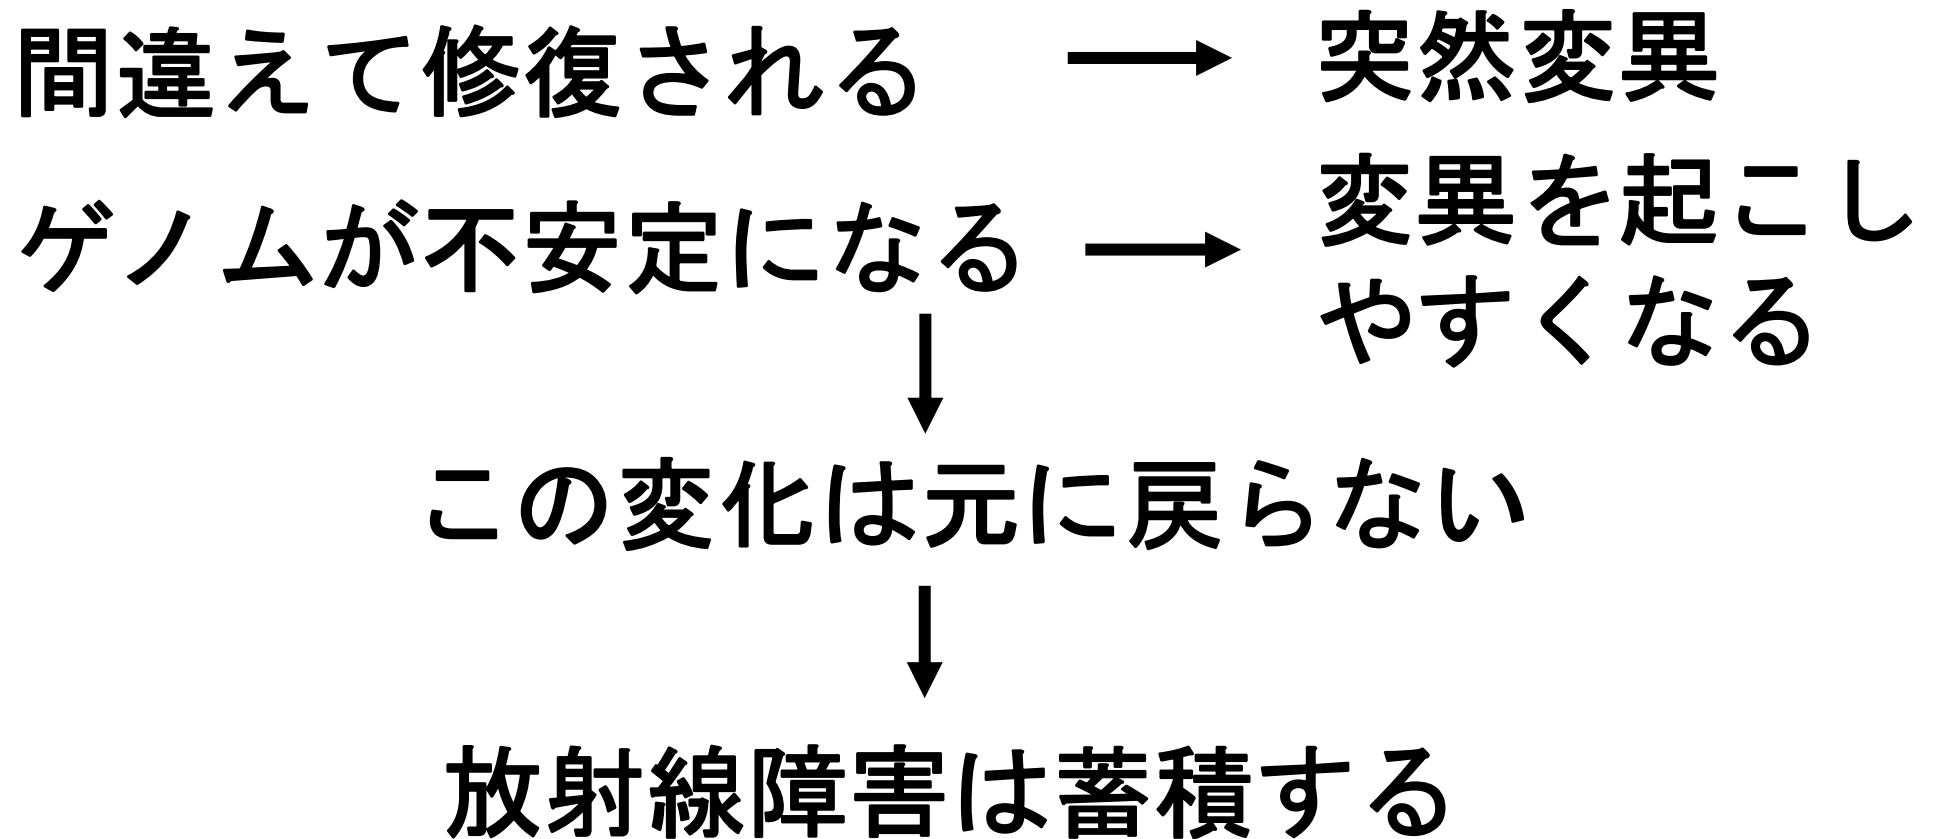 間違えて修復される → 突然変異
ゲノムが不安定になる → 変異を起こし
やすくなる
↓
この変化は元に戻らない
↓
放射線障害は蓄積する